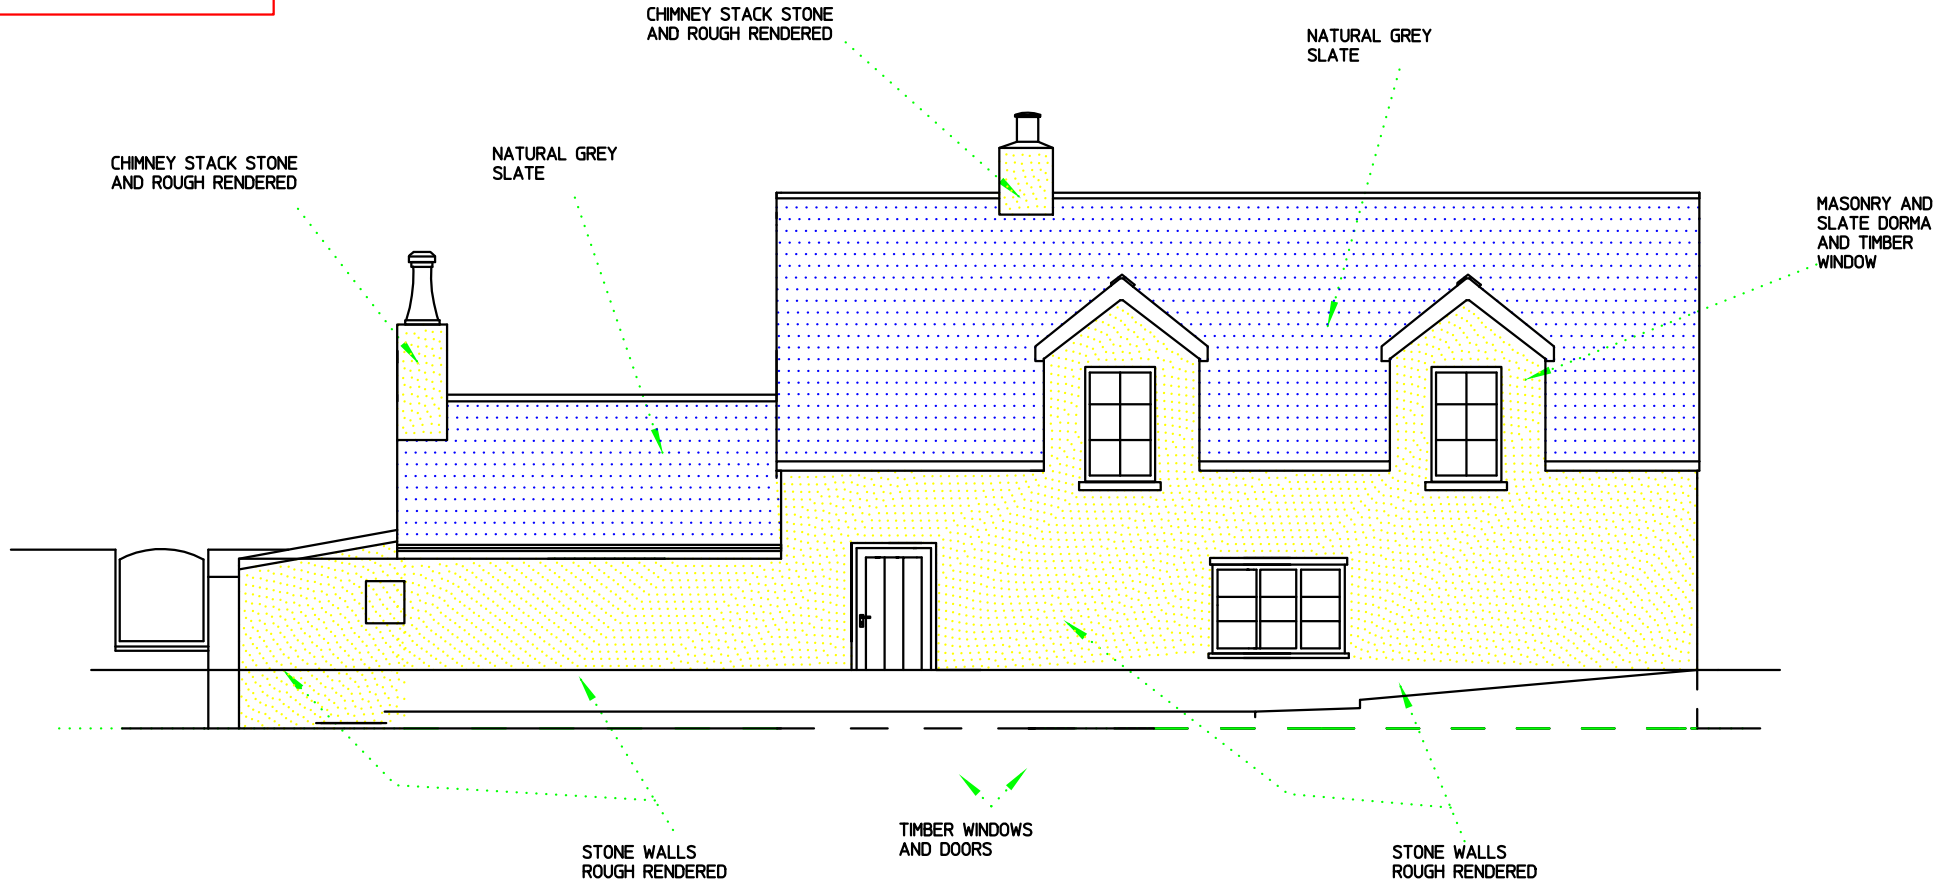 CHIMNEY STACK STONE
AND ROUGH RENDERED
NATURAL GREY
SLATE
CHIMNEY STACK STONE
AND ROUGH RENDERED
NATURAL GREY
SLATE
MASONRY AND
SLATE DORMA
AND TIMBER
WINDOW
TIMBER WINDOWS
AND DOORS
STONE WALLS
ROUGH RENDERED
STONE WALLS
ROUGH RENDERED